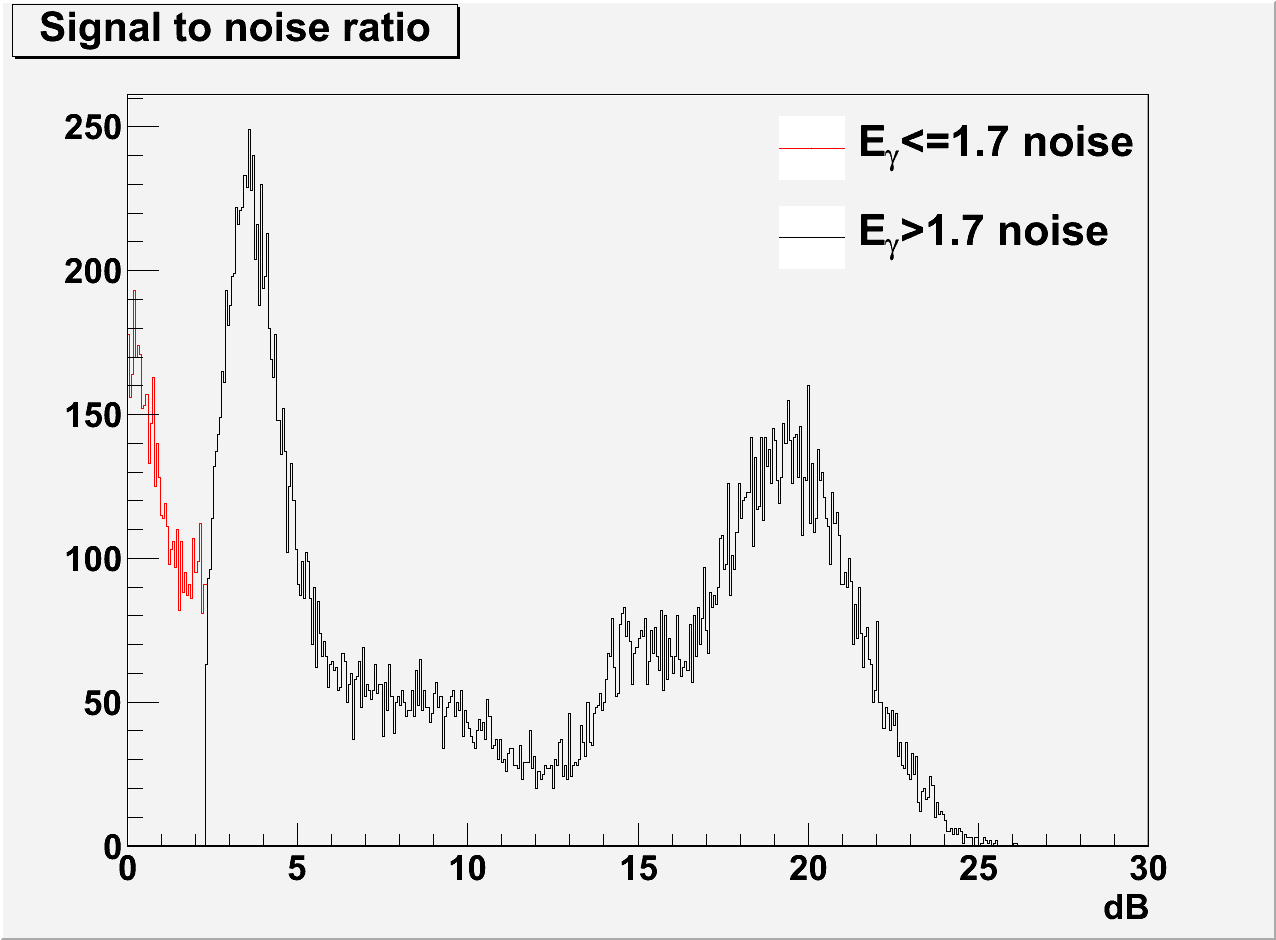 Signal to noise ratio
Eγ<=1.7 noise
Eγ>1.7 noise
250
200
150
100
50
0
0 5 10 15 20 25 30
dB